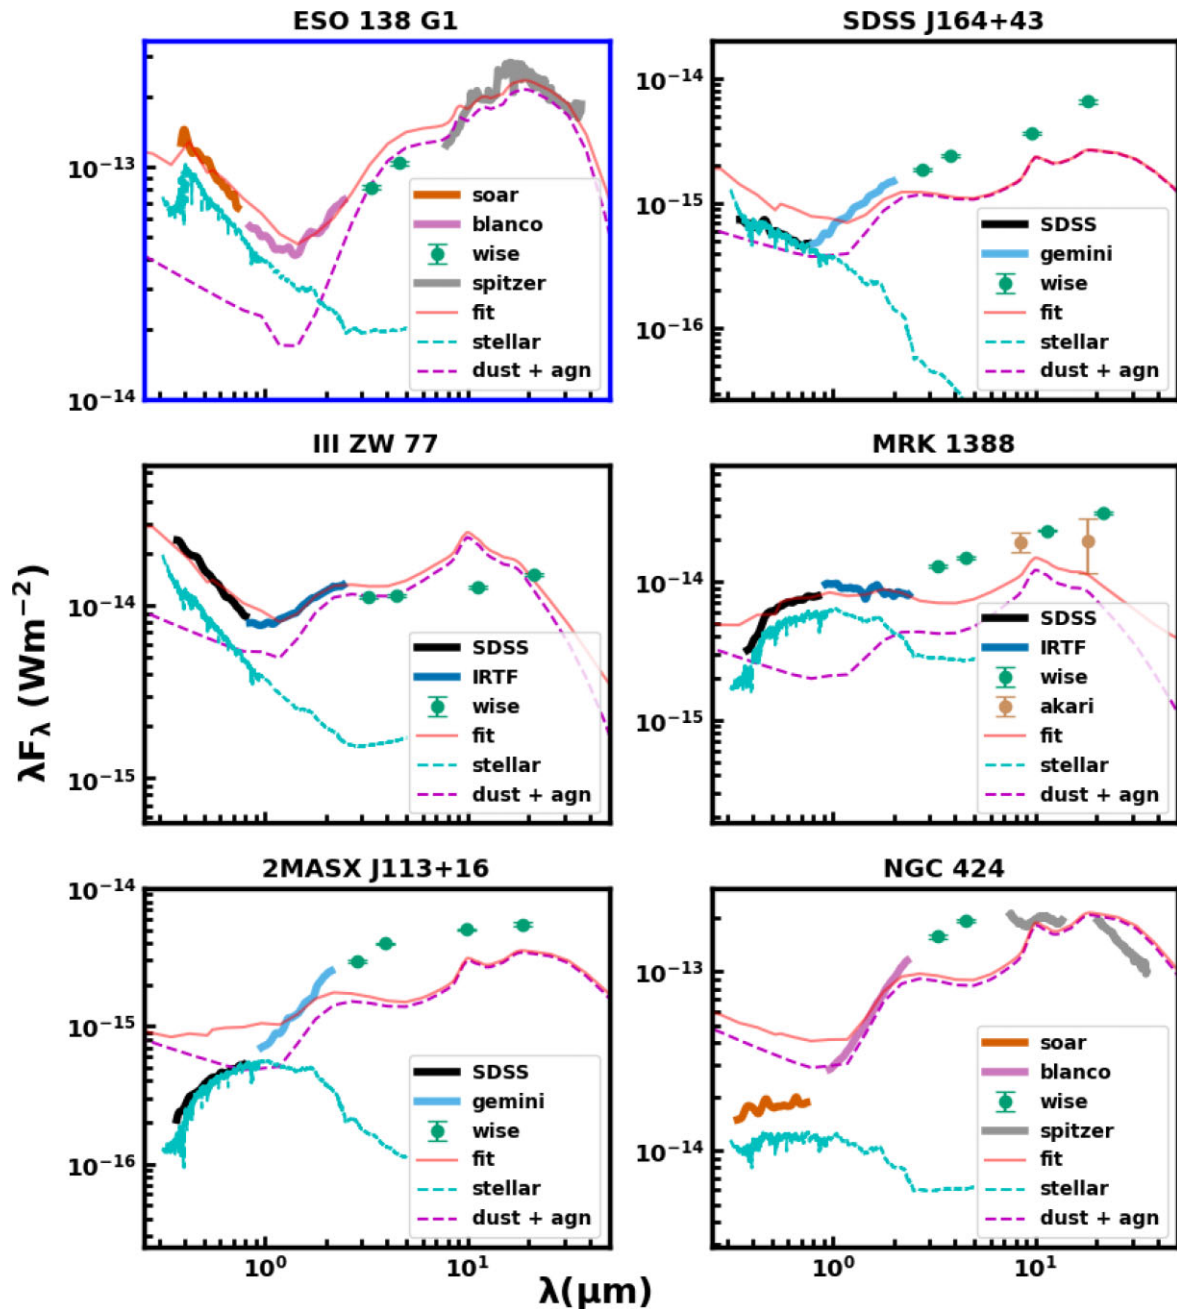 ESO 138 G1
SDSS J164+43
10⁻¹³
10⁻¹⁴
soar
blanco
wise
spitzer
fit
stellar
dust + agn
10⁻¹⁴
10⁻¹⁵
10⁻¹⁶
SDSS
gemini
wise
fit
stellar
dust + agn
III ZW 77
MRK 1388
λF_λ (Wm⁻²)
10⁻¹⁴
10⁻¹⁵
SDSS
IRTF
wise
fit
stellar
dust + agn
10⁻¹⁴
10⁻¹⁵
SDSS
IRTF
wise
akari
fit
stellar
dust + agn
2MASX J113+16
NGC 424
10⁻¹⁴
10⁻¹⁵
10⁻¹⁶
SDSS
gemini
wise
fit
stellar
dust + agn
10⁻¹³
10⁻¹⁴
soar
blanco
wise
spitzer
fit
stellar
dust + agn
10⁰ 10¹
10⁰ 10¹
λ(μm)